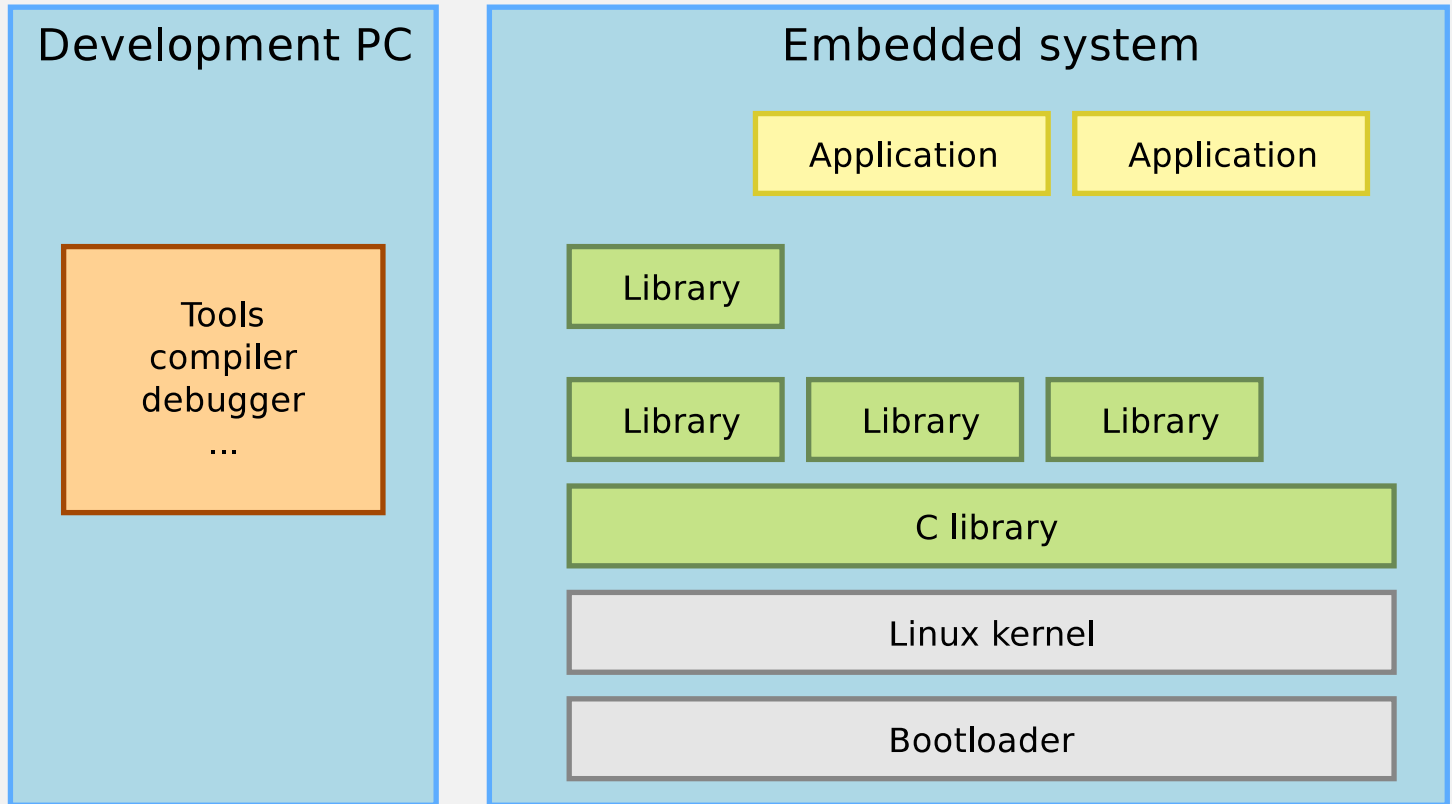 Development PC
Tools
compiler
debugger
...
Embedded system
Application
Application
Library
Library
Library
Library
C library
Linux kernel
Bootloader